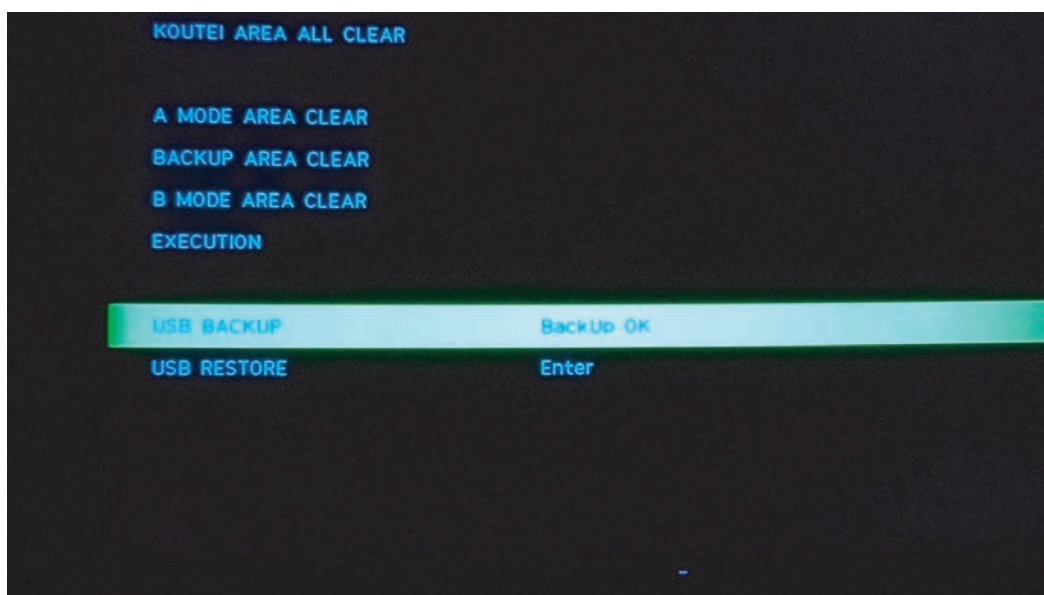 KOUTEI AREA ALL CLEAR
A MODE AREA CLEAR
BACKUP AREA CLEAR
B MODE AREA CLEAR
EXECUTION
USB BACKUP BackUp OK
USB RESTORE Enter